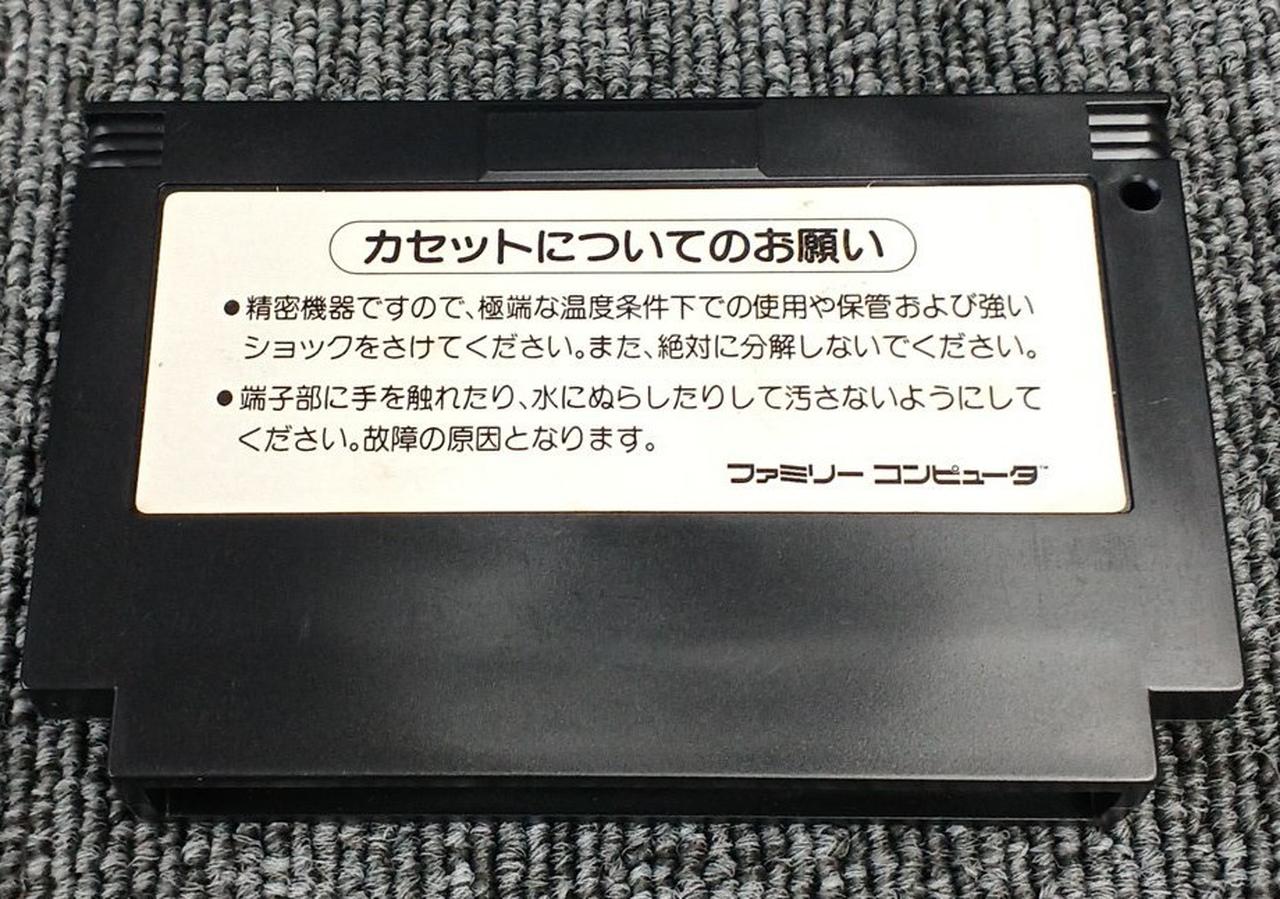 カセットについてのお願い
●精密機器ですので、極端な温度条件下での使用や保管および強い
ショックをさけてください。また、絶対に分解しないでください。
●端子部に手を触れたり、水にぬらしたりして汚さないようにして
ください。故障の原因となります。
ファミリー コンピュータ™